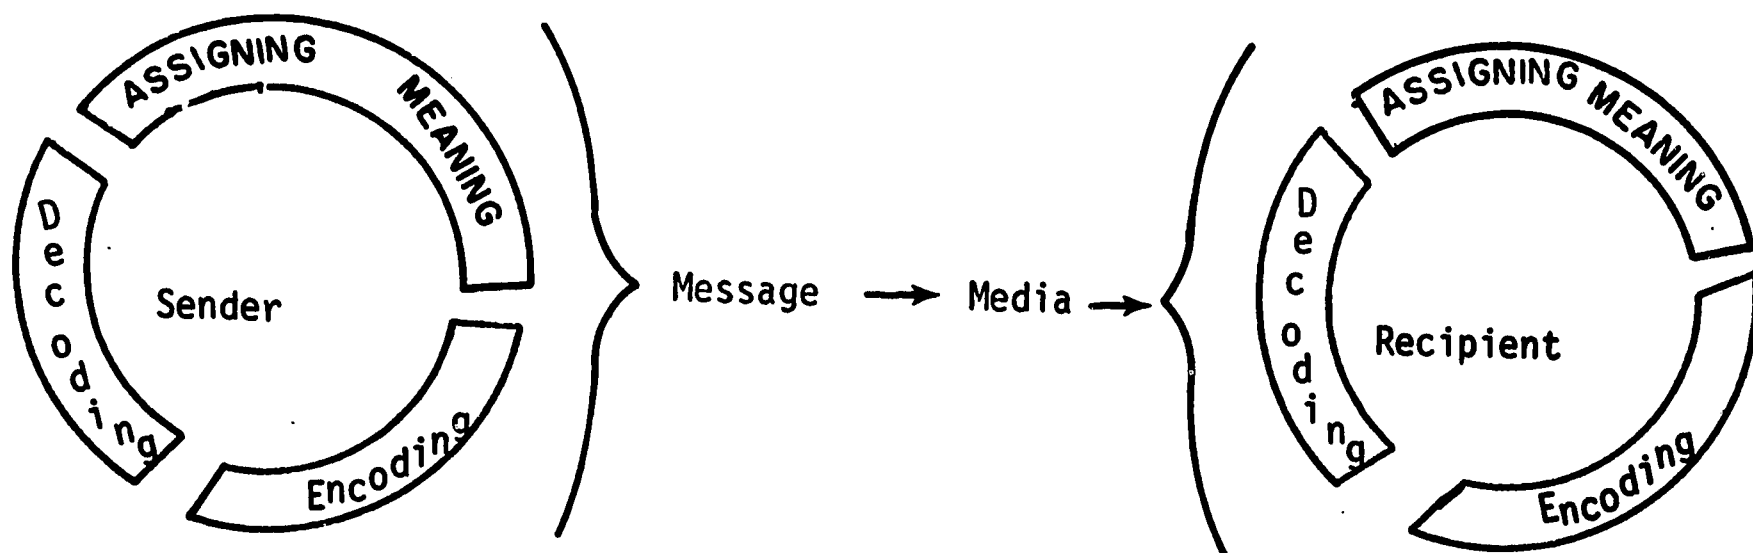 ASSIGNING MEANING
Decoding
Sender
Encoding
Message
Media
ASSIGNING MEANING
Decoding
Recipient
Encoding